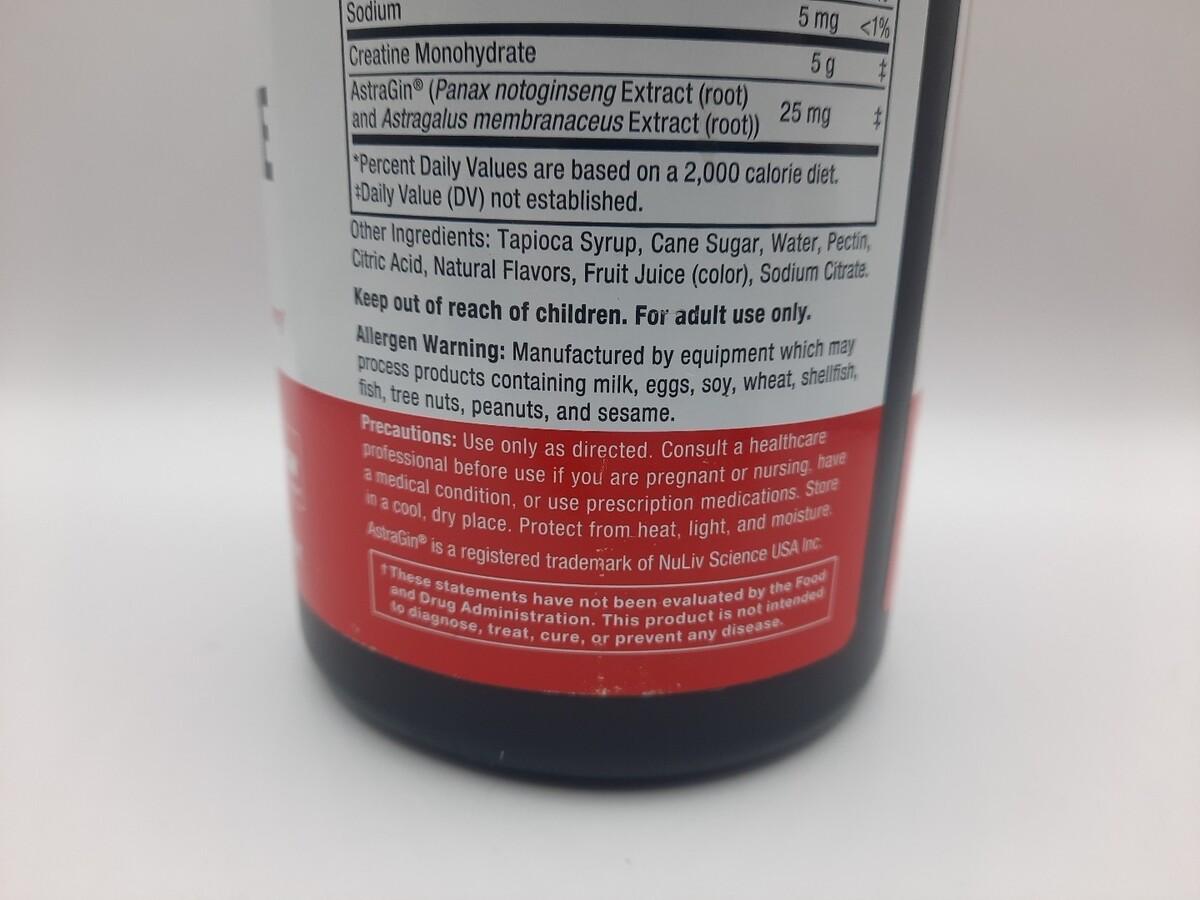 Sodium 5 mg <1%
Creatine Monohydrate 5 g ‡
AstraGin® (Panax notoginseng Extract (root)
and Astragalus membranaceus Extract (root)) 25 mg ‡
*Percent Daily Values are based on a 2,000 calorie diet.
‡Daily Value (DV) not established.
Other Ingredients: Tapioca Syrup, Cane Sugar, Water, Pectin,
Citric Acid, Natural Flavors, Fruit Juice (color), Sodium Citrate.
Keep out of reach of children. For adult use only.
Allergen Warning: Manufactured by equipment which may
process products containing milk, eggs, soy, wheat, shellfish,
fish, tree nuts, peanuts, and sesame.
Precautions: Use only as directed. Consult a healthcare
professional before use if you are pregnant or nursing, have
a medical condition, or use prescription medications. Store
in a cool, dry place. Protect from heat, light, and moisture.
AstraGin® is a registered trademark of NuLiv Science USA Inc.
†These statements have not been evaluated by the Food
and Drug Administration. This product is not intended
to diagnose, treat, cure, or prevent any disease.
E